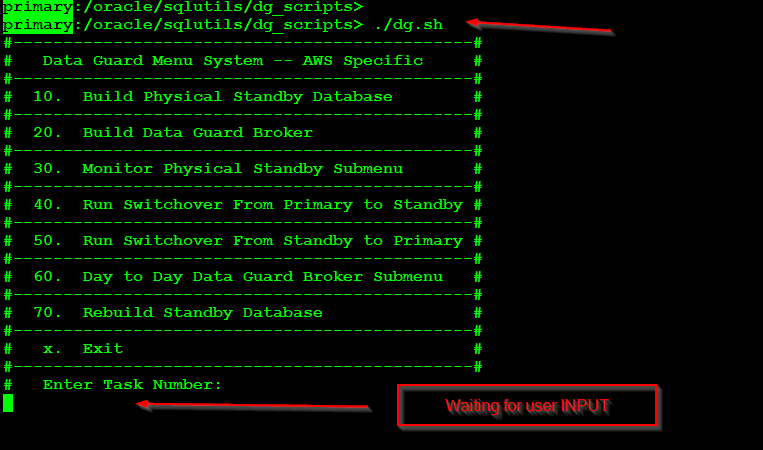 primary:/oracle/sqlutils/dg_scripts>
primary:/oracle/sqlutils/dg_scripts> ./dg.sh
#----------------------------------------------#
#   Data Guard Menu System -- AWS Specific     #
#----------------------------------------------#
#  10.  Build Physical Standby Database        #
#----------------------------------------------#
#  20.  Build Data Guard Broker                #
#----------------------------------------------#
#  30.  Monitor Physical Standby Submenu       #
#----------------------------------------------#
#  40.  Run Switchover From Primary to Standby #
#----------------------------------------------#
#  50.  Run Switchover From Standby to Primary #
#----------------------------------------------#
#  60.  Day to Day Data Guard Broker Submenu   #
#----------------------------------------------#
#  70.  Rebuild Standby Database               #
#----------------------------------------------#
#   x.  Exit                                   #
#----------------------------------------------#
#   Enter Task Number:
Waiting for user INPUT